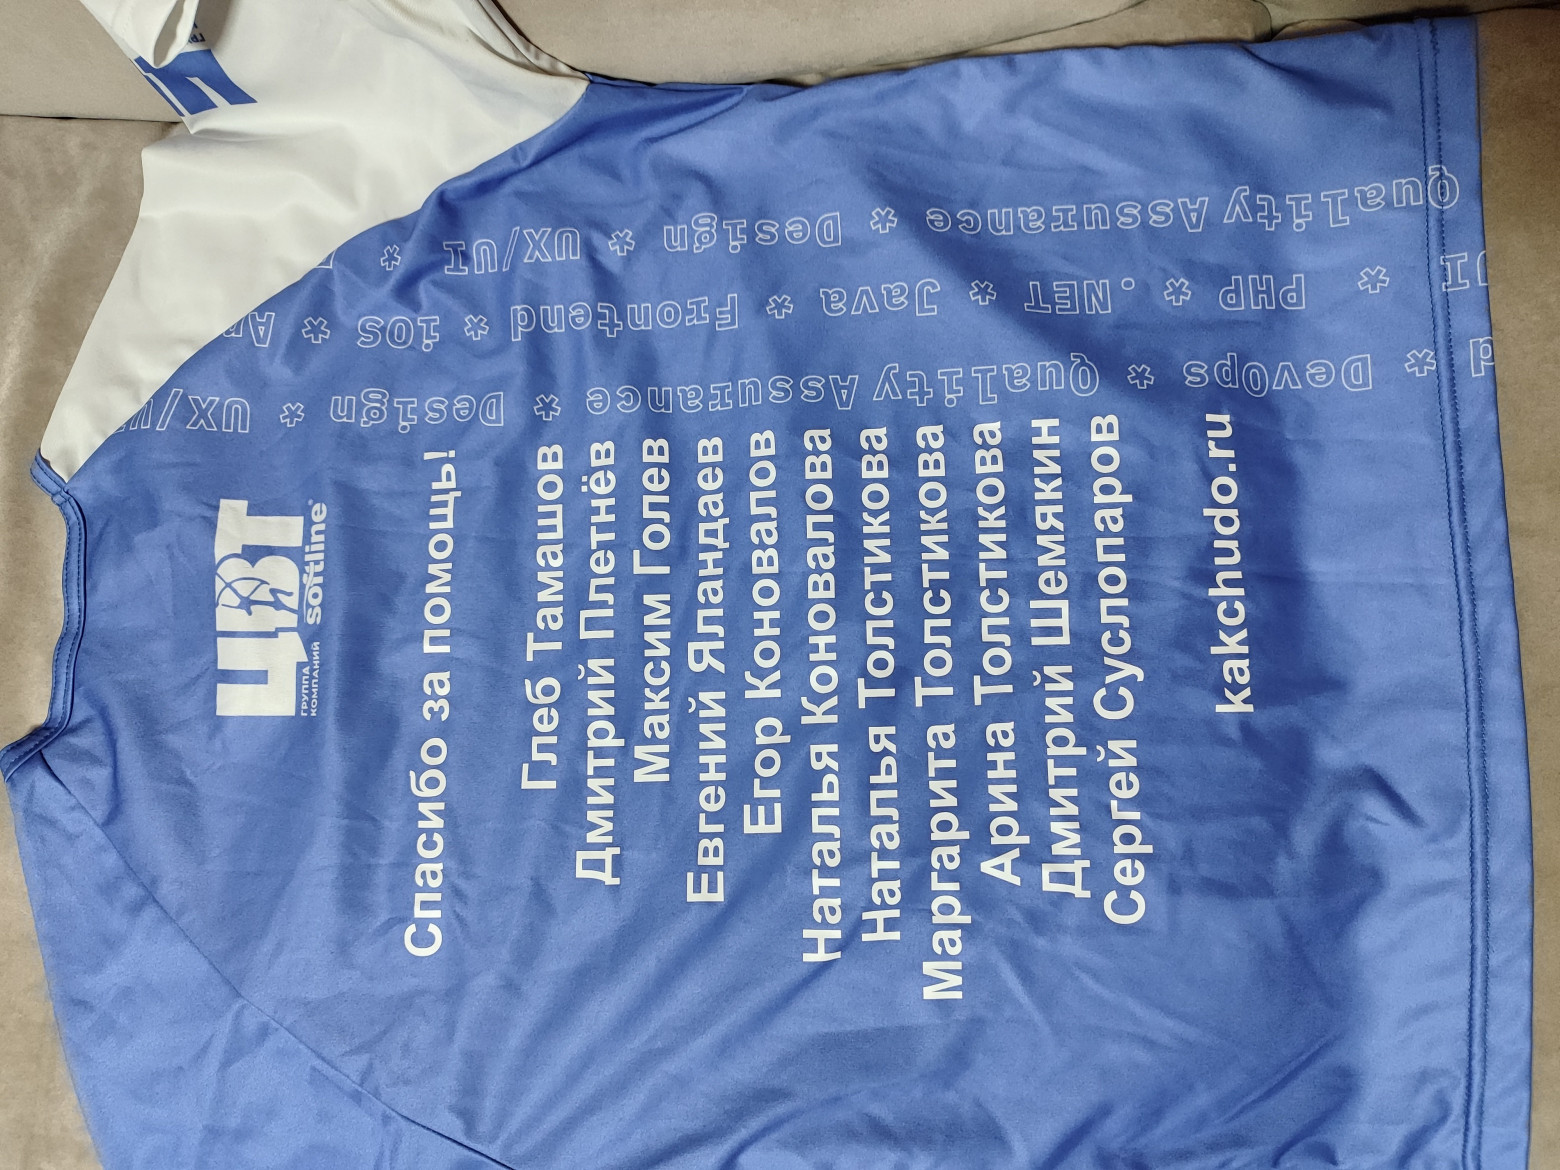 ЦВТ
ГРУППА
КОМПАНИЙ
softline®
Спасибо за помощь!
Глеб Тамашов
Дмитрий Плетнёв
Максим Голев
Евгений Яландаев
Егор Коновалов
Наталья Коновалова
Наталья Толстикова
Маргарита Толстикова
Арина Толстикова
Дмитрий Шемякин
Сергей Суслопаров
kakchudo.ru
Quality Assurance * Design * UX/UI *
* PHP * .NET * Java * Frontend * iOS *
* DevOps * Quality Assurance * Design * UX/UI